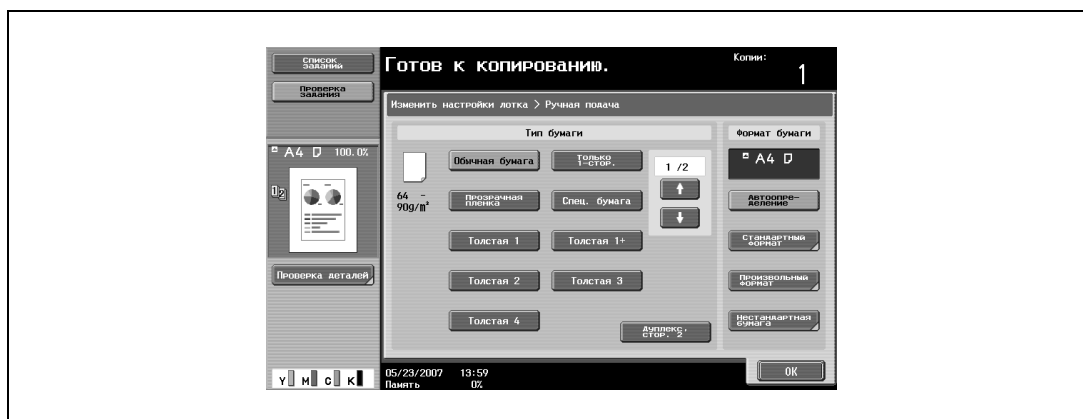 Список
заданий
Готов к копированию.
Копии:
1
Проверка
задания
Изменить настройки лотка > Ручная подача
Тип бумаги
Формат бумаги
A4 100.0%
Обычная бумага
Только
1-стор.
1 /2
A4
12
64 -
90g/m²
Прозрачная
пленка
Спец. бумага
Автоопре-
деление
Толстая 1
Толстая 1+
Стандартный
формат
Проверка деталей
Толстая 2
Толстая 3
Произвольный
формат
Толстая 4
Дуплекс.
стор. 2
Нестандартная
бумага
Y M C K
05/23/2007 13:59
Память 0%
OK